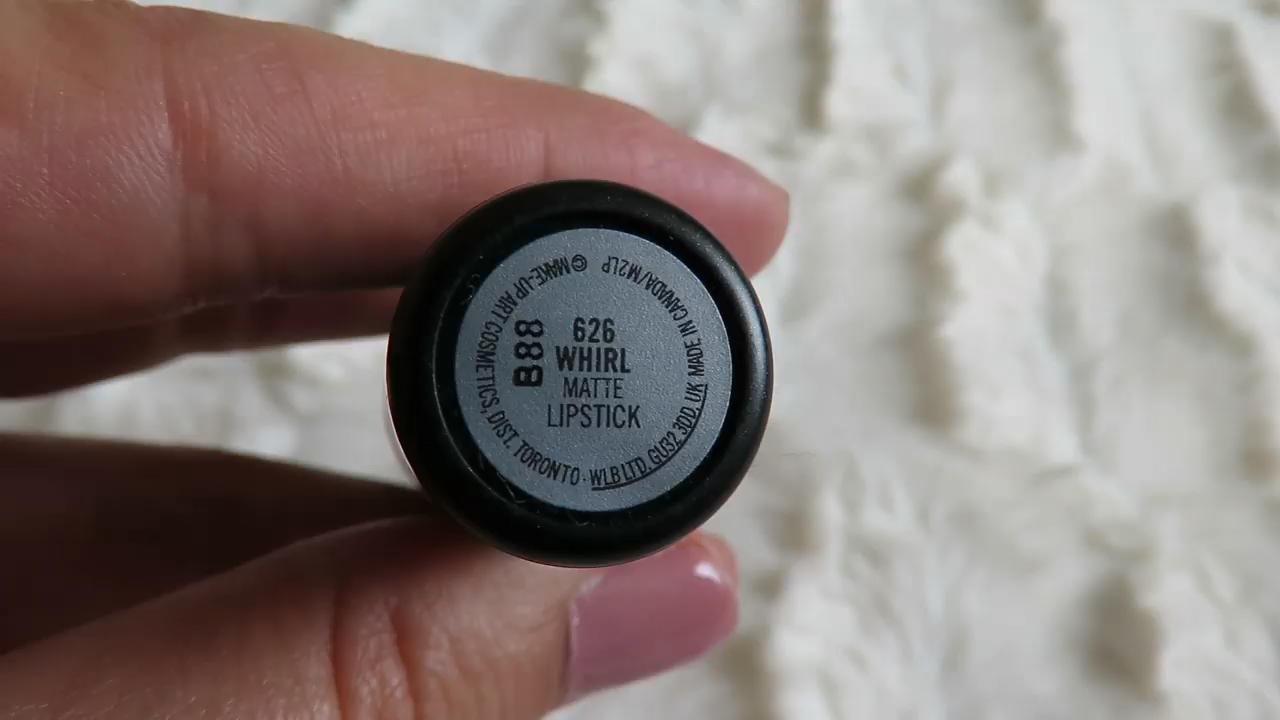 626
WHIRL
MATTE
LIPSTICK
B88
© MAKE-UP ART COSMETICS, DIST. TORONTO · WLB LTD. GUS2 3DD, UK MADE IN CANADA/M2LP